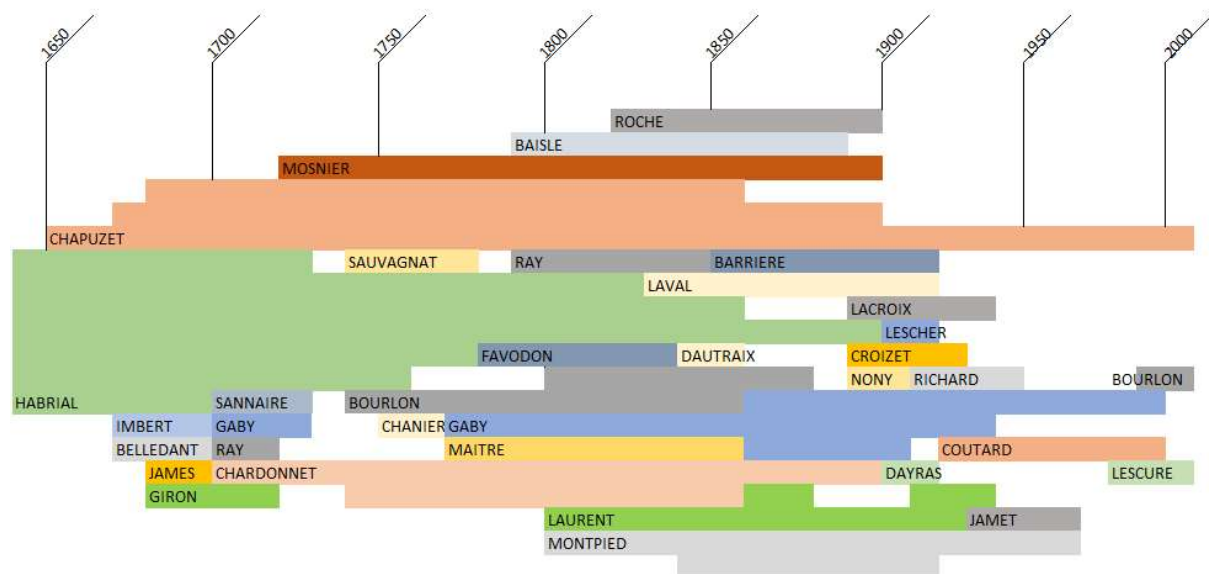 1650 1700 1750 1800 1850 1900 1950 2000
ROCHE
BAISLE
MOSNIER
CHAPUZET
SAUVAGNAT RAY BARRIERE
LAVAL
LACROIX
LESCHER
FAVODON DAUTRAIX CROIZET
NONY RICHARD BOURLON
HABRIAL SANNAIRE BOURLON
IMBERT GABY CHANIER GABY
BELLEDANT RAY MAITRE COUTARD
JAMES CHARDONNET DAYRAS LESCURE
GIRON
LAURENT JAMET
MONTPIED